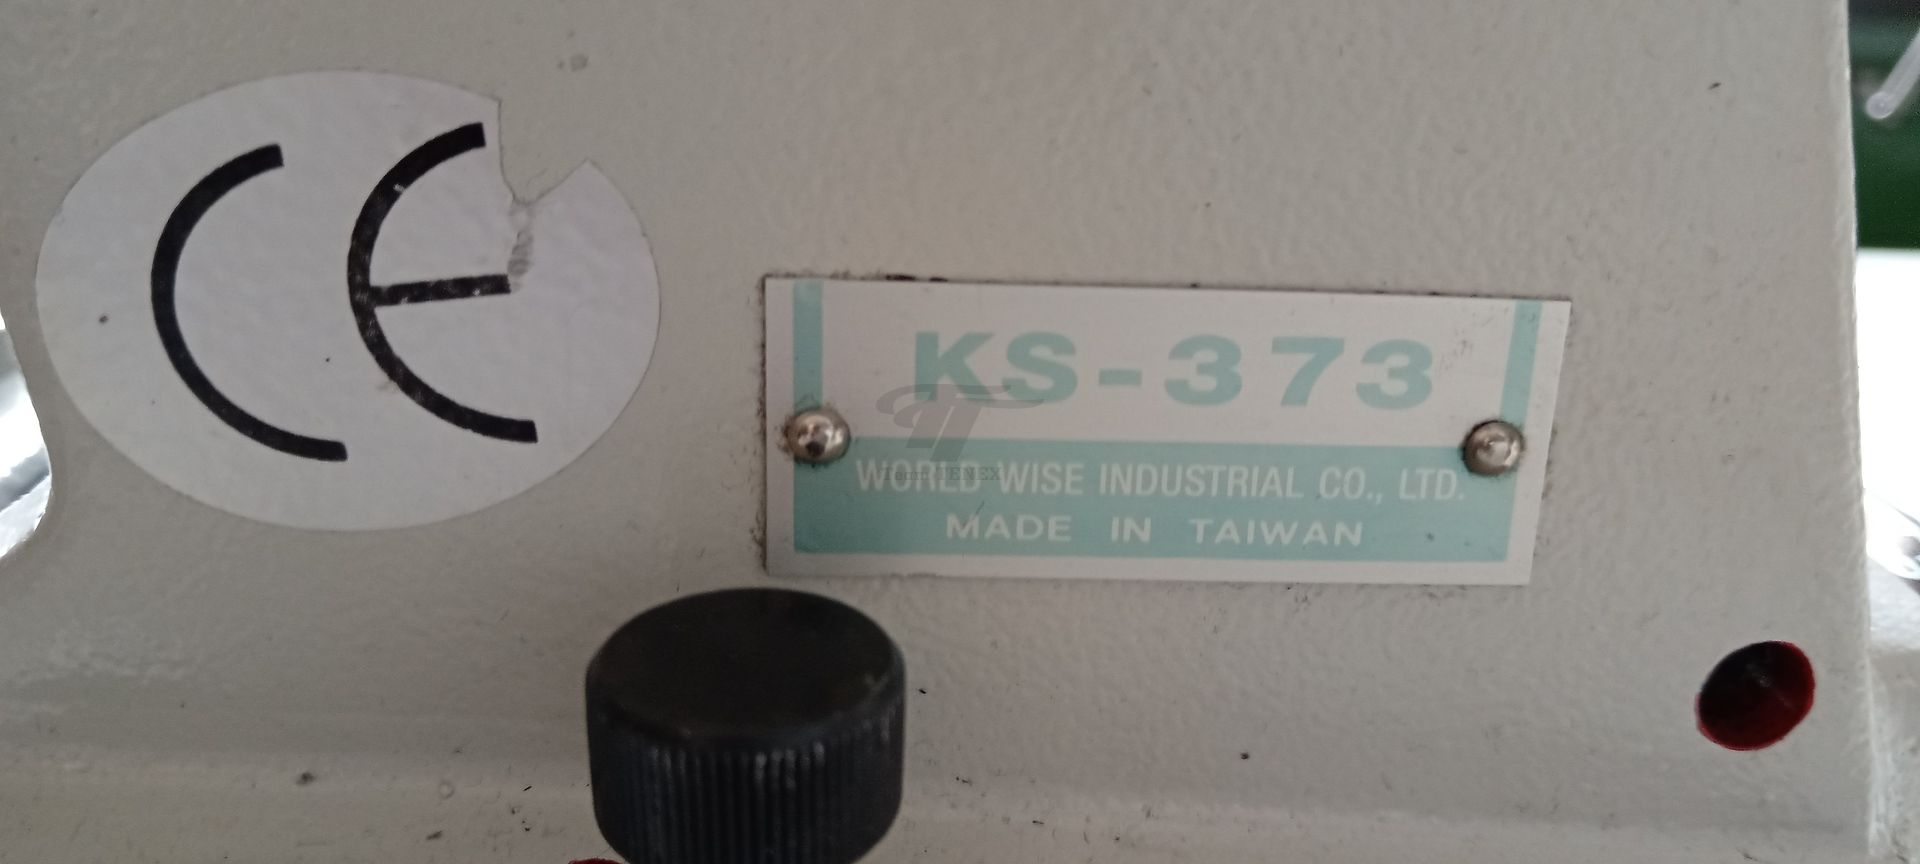 CE
KS-373
WORLD WISE INDUSTRIAL CO., LTD.
MADE IN TAIWAN